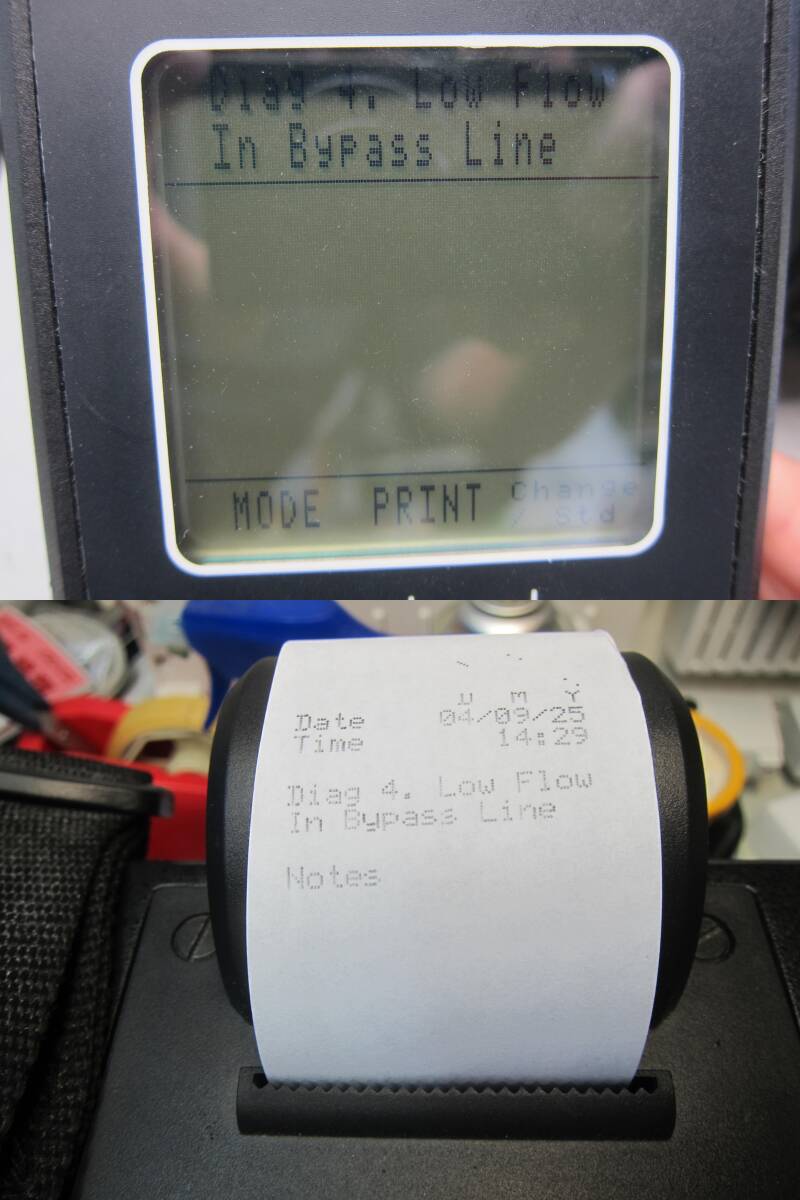 Diag 4. Low Flow
In Bypass Line
MODE PRINT Change
/ Std
D M Y
Date 04/09/25
Time 14:29
Diag 4. Low Flow
In Bypass Line
Notes